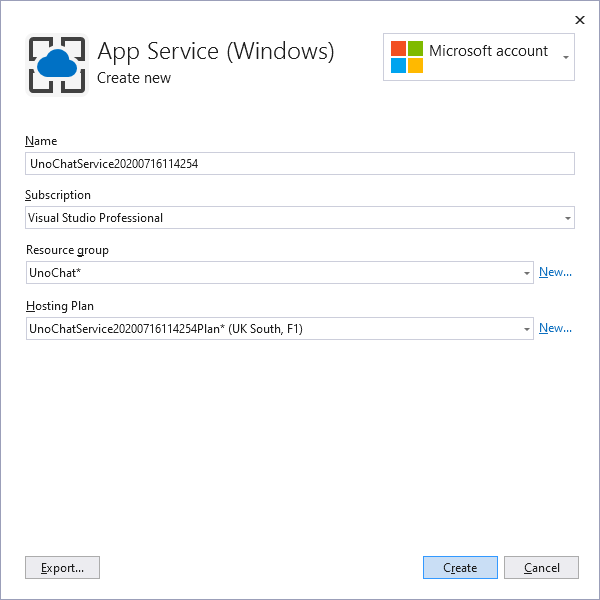 App Service (Windows)
Create new
Microsoft account
Name
UnoChatService20200716114254
Subscription
Visual Studio Professional
Resource group
UnoChat*
New...
Hosting Plan
UnoChatService20200716114254Plan* (UK South, F1)
New...
Export...
Create
Cancel